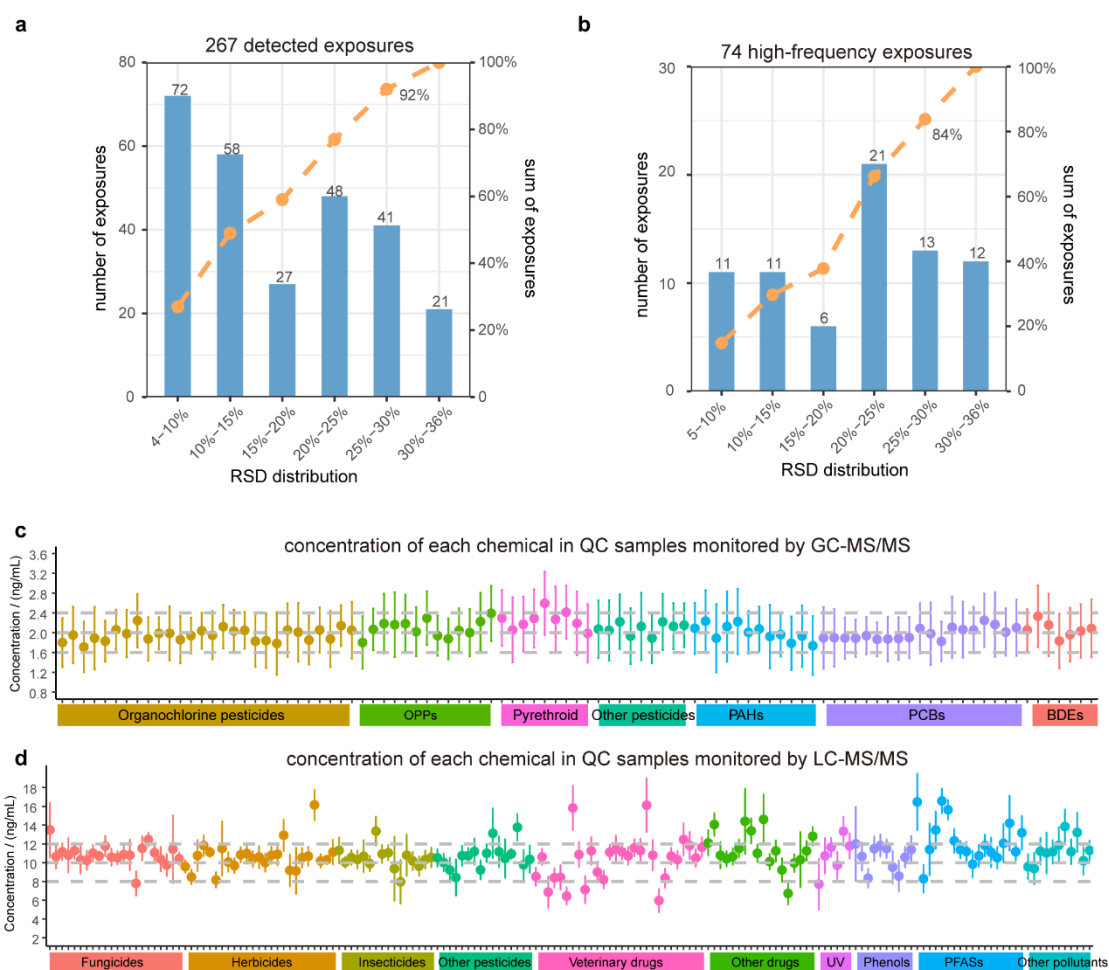 a
267 detected exposures
80
60
40
20
0
number of exposures
72
58
27
48
41
21
92%
100%
80%
60%
40%
20%
0
sum of exposures
4–10%
10%–15%
15%–20%
20%–25%
25%–30%
30%–36%
RSD distribution
b
74 high-frequency exposures
30
20
10
0
number of exposures
11
11
6
21
13
12
84%
100%
80%
60%
40%
20%
0
sum of exposures
5–10%
10%–15%
15%–20%
20%–25%
25%–30%
30%–36%
RSD distribution
c
concentration of each chemical in QC samples monitored by GC-MS/MS
Concentration / (ng/mL)
3.6
3.2
2.8
2.4
2.0
1.6
1.2
0.8
Organochlorine pesticides
OPPs
Pyrethroid
Other pesticides
PAHs
PCBs
BDEs
d
concentration of each chemical in QC samples monitored by LC-MS/MS
Concentration / (ng/mL)
18
16
14
12
10
8
6
4
2
Fungicides
Herbicides
Insecticides
Other pesticides
Veterinary drugs
Other drugs
UV
Phenols
PFASs
Other pollutants